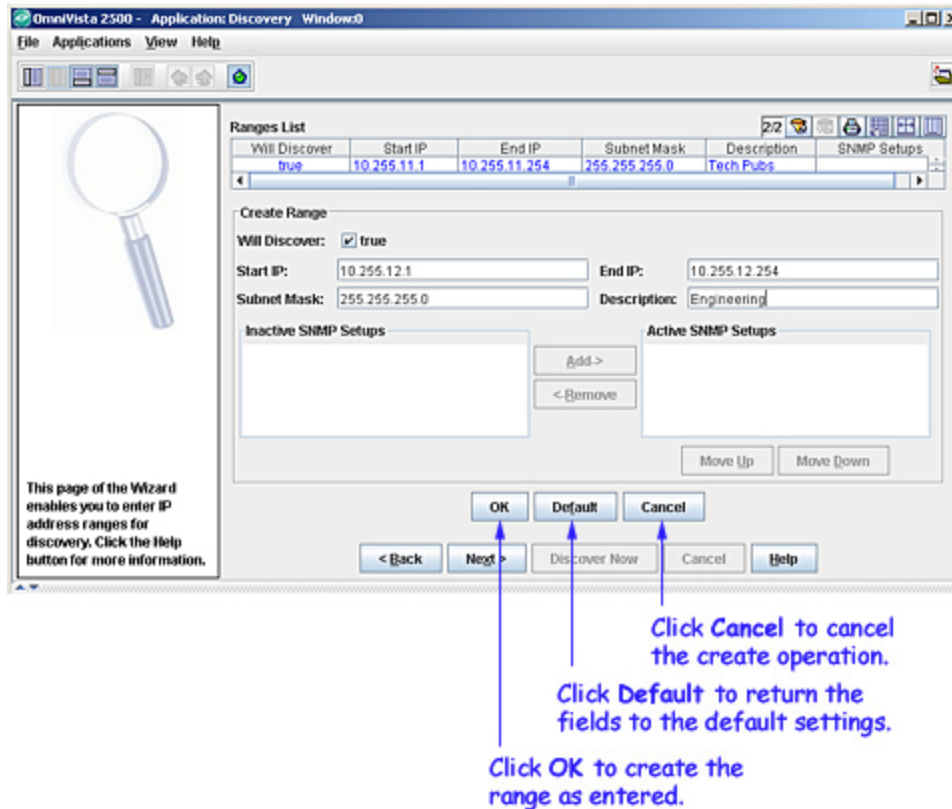 OmniVista 2500 - Application: Discovery Window:0
File Applications View Help
Ranges List
2/2
Will Discover Start IP End IP Subnet Mask Description SNMP Setups
true 10.255.11.1 10.255.11.254 255.255.255.0 Tech Pubs
Create Range
Will Discover: true
Start IP: 10.255.12.1 End IP: 10.255.12.254
Subnet Mask: 255.255.255.0 Description: Engineering
Inactive SNMP Setups Active SNMP Setups
Add->
<-Remove
Move Up Move Down
This page of the Wizard
enables you to enter IP
address ranges for
discovery. Click the Help
button for more information.
OK Default Cancel
< Back Next > Discover Now Cancel Help
Click Cancel to cancel
the create operation.
Click Default to return the
fields to the default settings.
Click OK to create the
range as entered.